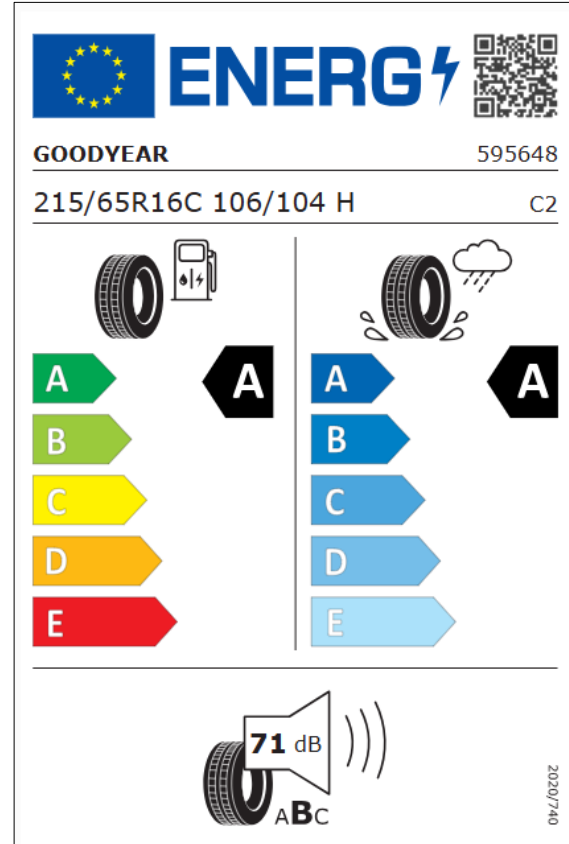 ENERG
GOODYEAR 595648
215/65R16C 106/104 H C2
A A A A
B B
C C
D D
E E
71 dB
ABC
2020/740